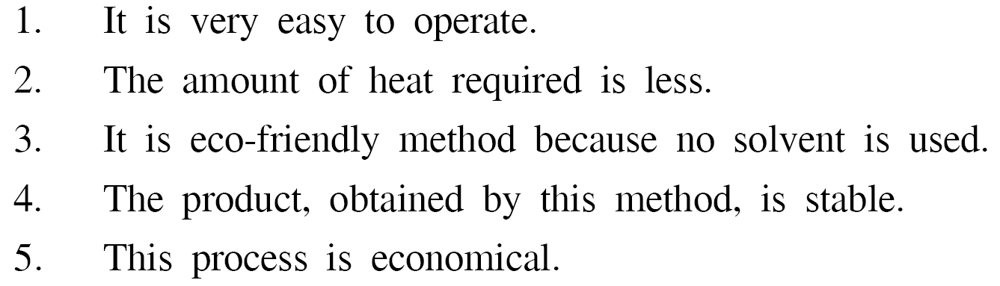 1. It is very easy to operate.
2. The amount of heat required is less.
3. It is eco-friendly method because no solvent is used.
4. The product, obtained by this method, is stable.
5. This process is economical.